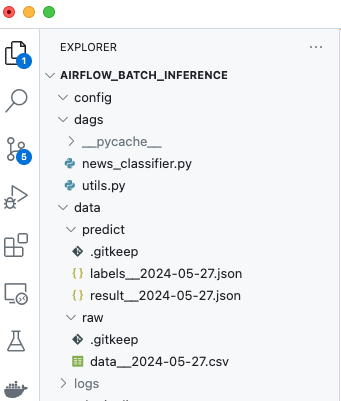 EXPLORER
1
AIRFLOW_BATCH_INFERENCE
config
dags
__pycache__
5
news_classifier.py
utils.py
data
predict
.gitkeep
{} labels__2024-05-27.json
{} result__2024-05-27.json
raw
.gitkeep
data__2024-05-27.csv
logs